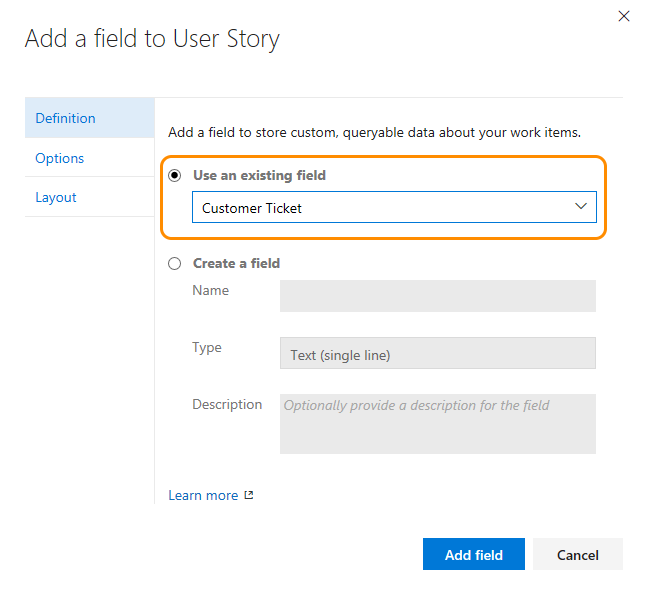 Add a field to User Story
Definition
Options
Layout
Add a field to store custom, queryable data about your work items.
Use an existing field
Customer Ticket
Create a field
Name
Type
Text (single line)
Description
Optionally provide a description for the field
Learn more
Add field
Cancel